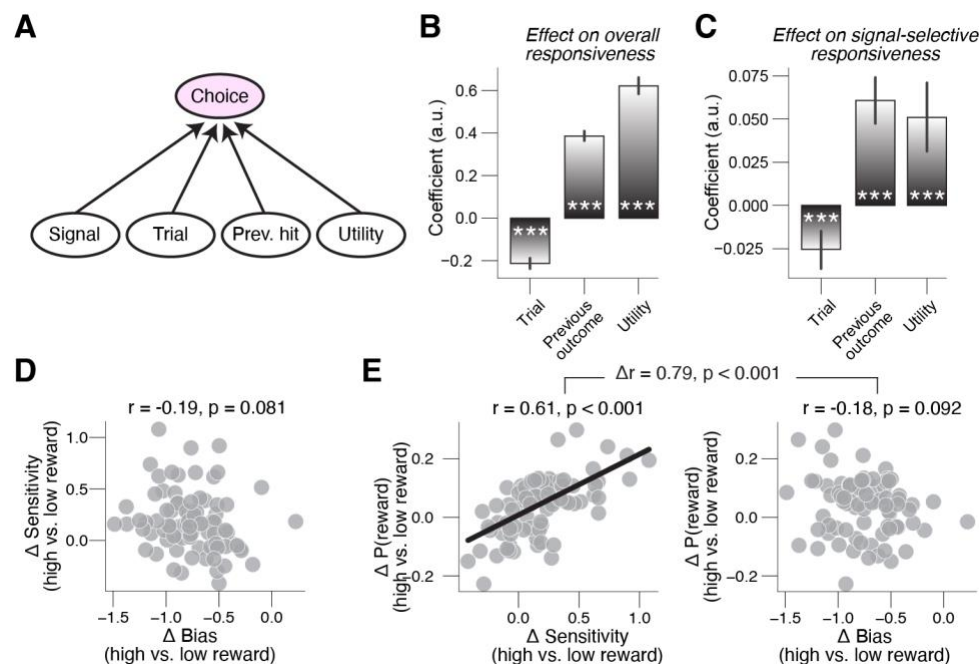 A
Choice
Signal
Trial
Prev. hit
Utility
B
Effect on overall
responsiveness
Coefficient (a.u.)
0.6
0.4
0.2
0.0
−0.2
***
***
***
Trial
Previous
outcome
Utility
C
Effect on signal-selective
responsiveness
Coefficient (a.u.)
0.075
0.050
0.025
0.000
−0.025
***
***
***
Trial
Previous
outcome
Utility
D
r = -0.19, p = 0.081
Δ Sensitivity
(high vs. low reward)
1.0
0.5
0.0
−1.5
−1.0
−0.5
0.0
Δ Bias
(high vs. low reward)
E
Δr = 0.79, p < 0.001
r = 0.61, p < 0.001
Δ P(reward)
(high vs. low reward)
0.2
0.0
−0.2
0.0
0.5
1.0
Δ Sensitivity
(high vs. low reward)
r = -0.18, p = 0.092
Δ P(reward)
(high vs. low reward)
0.2
0.0
−0.2
−1.5
−1.0
−0.5
0.0
Δ Bias
(high vs. low reward)